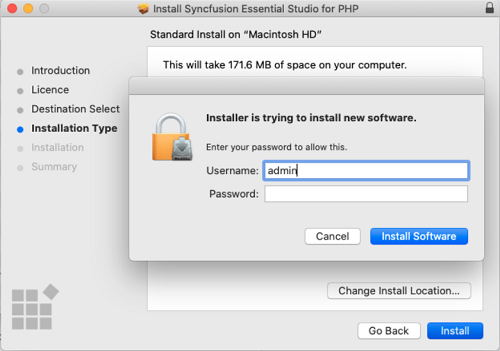 Install Syncfusion Essential Studio for PHP
Standard Install on “Macintosh HD”
Introduction
Licence
Destination Select
Installation Type
Installation
Summary
This will take 171.6 MB of space on your computer.
Installer is trying to install new software.
Enter your password to allow this.
Username: admin
Password:
Cancel Install Software
Change Install Location...
Go Back Install